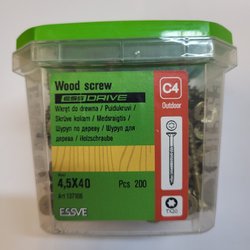 Wood screw
ESSDRIVE
Wkręt do drewna / Puidukruvi /
Skrūve kokam / Medsraigtis /
Шуруп по дереву / Шуруп для
дерева / Holzschraube
C4
Outdoor
4,5X40
Pcs 200
TX20
ESSVE